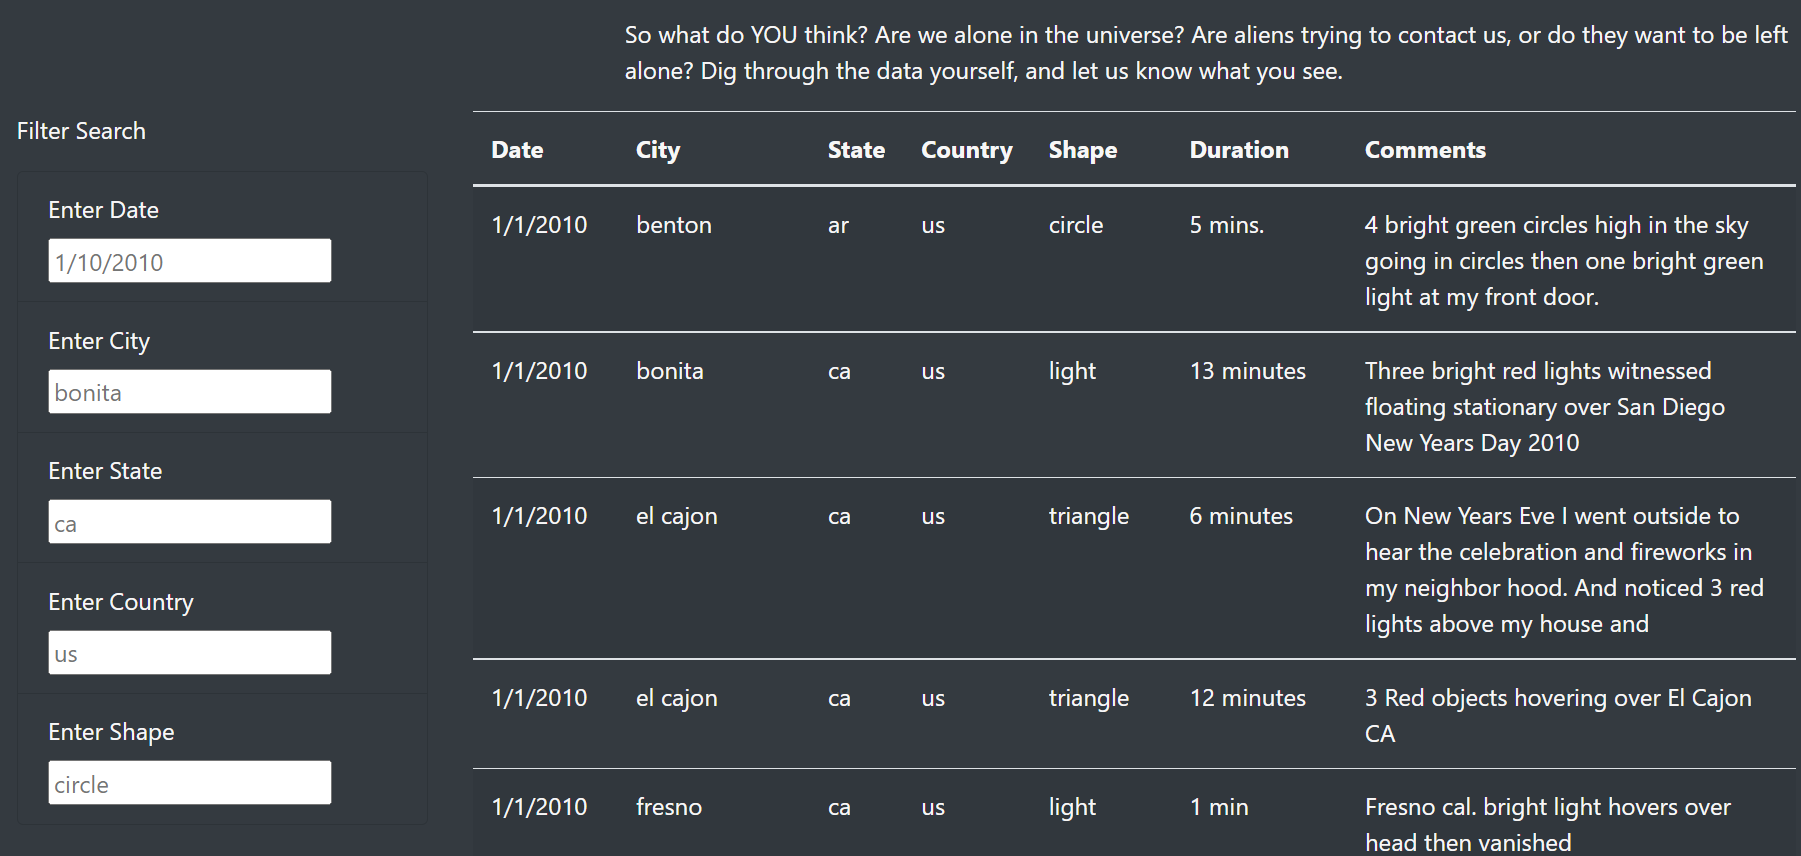 So what do YOU think? Are we alone in the universe? Are aliens trying to contact us, or do they want to be left
alone? Dig through the data yourself, and let us know what you see.
Filter Search
Enter Date
1/10/2010
Enter City
bonita
Enter State
ca
Enter Country
us
Enter Shape
circle
Date City State Country Shape Duration Comments
1/1/2010 benton ar us circle 5 mins. 4 bright green circles high in the sky
going in circles then one bright green
light at my front door.
1/1/2010 bonita ca us light 13 minutes Three bright red lights witnessed
floating stationary over San Diego
New Years Day 2010
1/1/2010 el cajon ca us triangle 6 minutes On New Years Eve I went outside to
hear the celebration and fireworks in
my neighbor hood. And noticed 3 red
lights above my house and
1/1/2010 el cajon ca us triangle 12 minutes 3 Red objects hovering over El Cajon
CA
1/1/2010 fresno ca us light 1 min Fresno cal. bright light hovers over
head then vanished